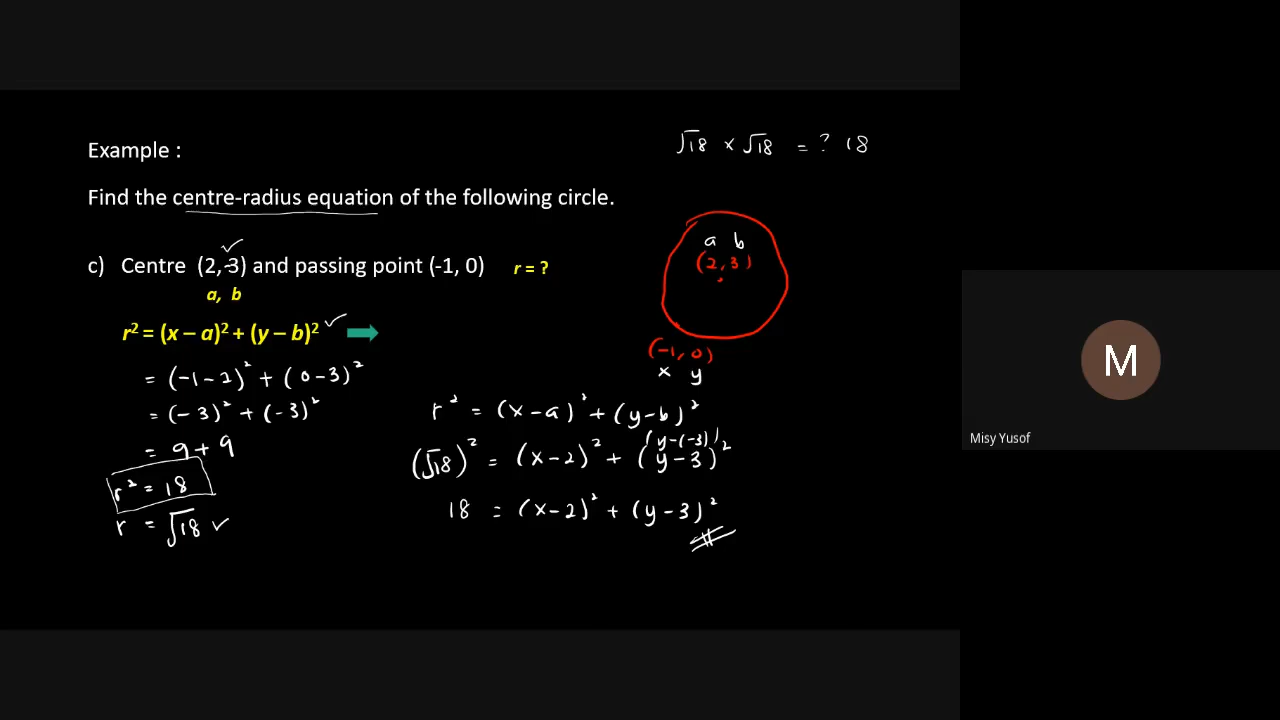 Example :
√18 × √18 = ? 18
Find the centre-radius equation of the following circle.
c) Centre (2,-3) and passing point (-1, 0) r = ?
a, b
r² = (x – a)² + (y – b)²
= (-1-2)² + (0-3)²
= (-3)² + (-3)²
= 9+9
r² = 18
r = √18 ✓
a b
(2, 3)
(-1, 0)
x y
r² = (x-a)² + (y-b)²
(y-(-3))
(√18)² = (x-2)² + (y-3)²
18 = (x-2)² + (y-3)²
M
Misy Yusof